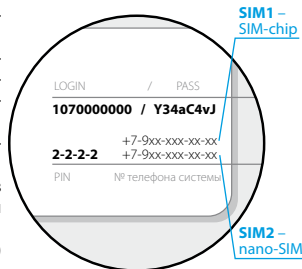 SIM1 –
SIM-chip
LOGIN / PASS
1070000000 / Y34aC4vJ
+7-9xx-xxx-xx-xx
2-2-2-2 +7-9xx-xxx-xx-xx
PIN № телефона системы
SIM2 –
nano-SIM